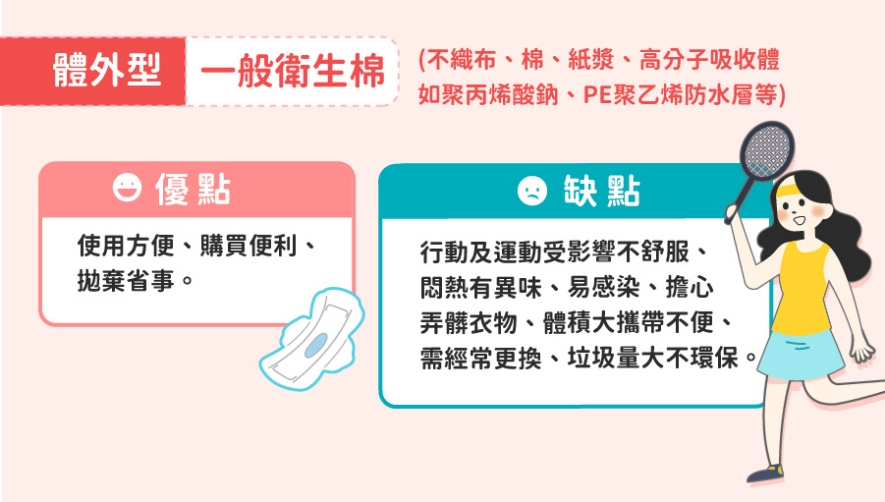 體外型 一般衛生棉
(不織布、棉、紙漿、高分子吸收體
如聚丙烯酸鈉、PE聚乙烯防水層等)
優點
使用方便、購買便利、
拋棄省事。
缺點
行動及運動受影響不舒服、
悶熱有異味、易感染、擔心
弄髒衣物、體積大攜帶不便、
需經常更換、垃圾量大不環保。